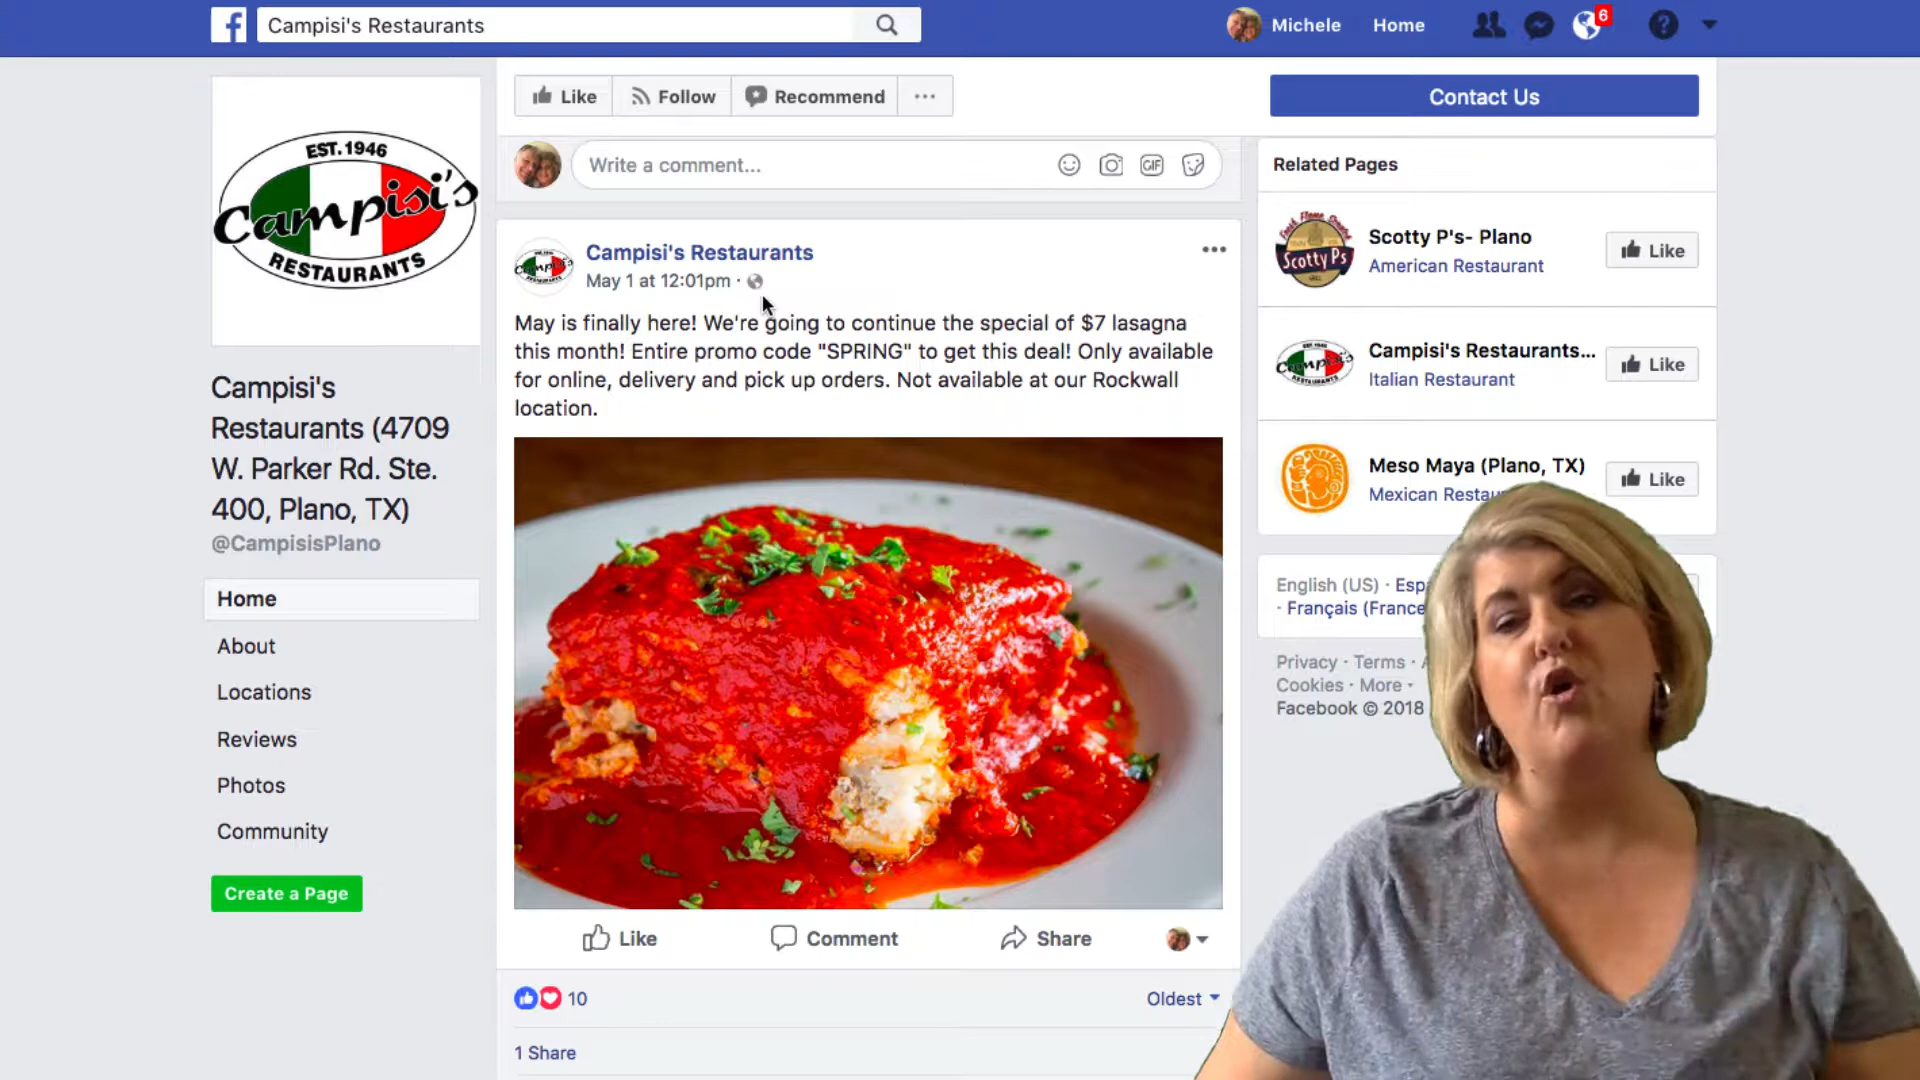 Campisi's Restaurants
Michele
Home
6
EST. 1946
Campisi's
RESTAURANTS
Campisi's
Restaurants (4709
W. Parker Rd. Ste.
400, Plano, TX)
@CampisisPlano
Home
About
Locations
Reviews
Photos
Community
Create a Page
Like
Follow
Recommend
Contact Us
Write a comment...
GIF
Campisi's Restaurants
May 1 at 12:01pm ·
May is finally here! We're going to continue the special of $7 lasagna
this month! Entire promo code "SPRING" to get this deal! Only available
for online, delivery and pick up orders. Not available at our Rockwall
location.
Like
Comment
Share
10
Oldest
1 Share
Related Pages
Scotty P's
Scotty P's- Plano
American Restaurant
Like
Campisi's
Campisi's Restaurants...
Italian Restaurant
Like
Meso Maya (Plano, TX)
Mexican Restau
Like
English (US) · Esp
· Français (France
Privacy · Terms ·
Cookies · More
Facebook © 2018